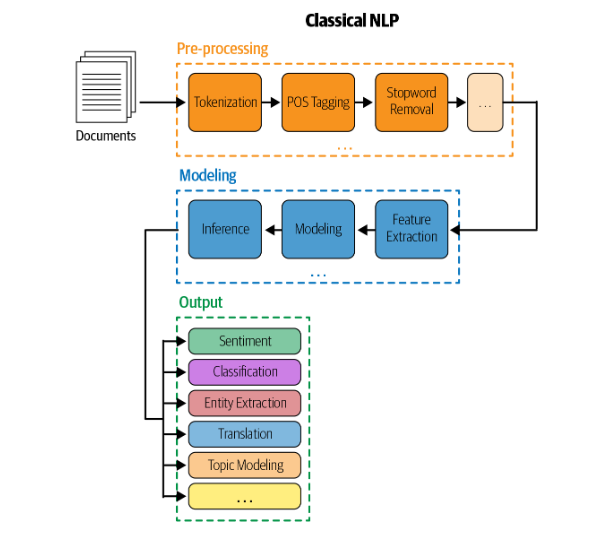 Classical NLP
Pre-processing
Documents
Tokenization
POS Tagging
Stopword
Removal
...
...
Modeling
Inference
Modeling
Feature
Extraction
...
Output
Sentiment
Classification
Entity Extraction
Translation
Topic Modeling
...